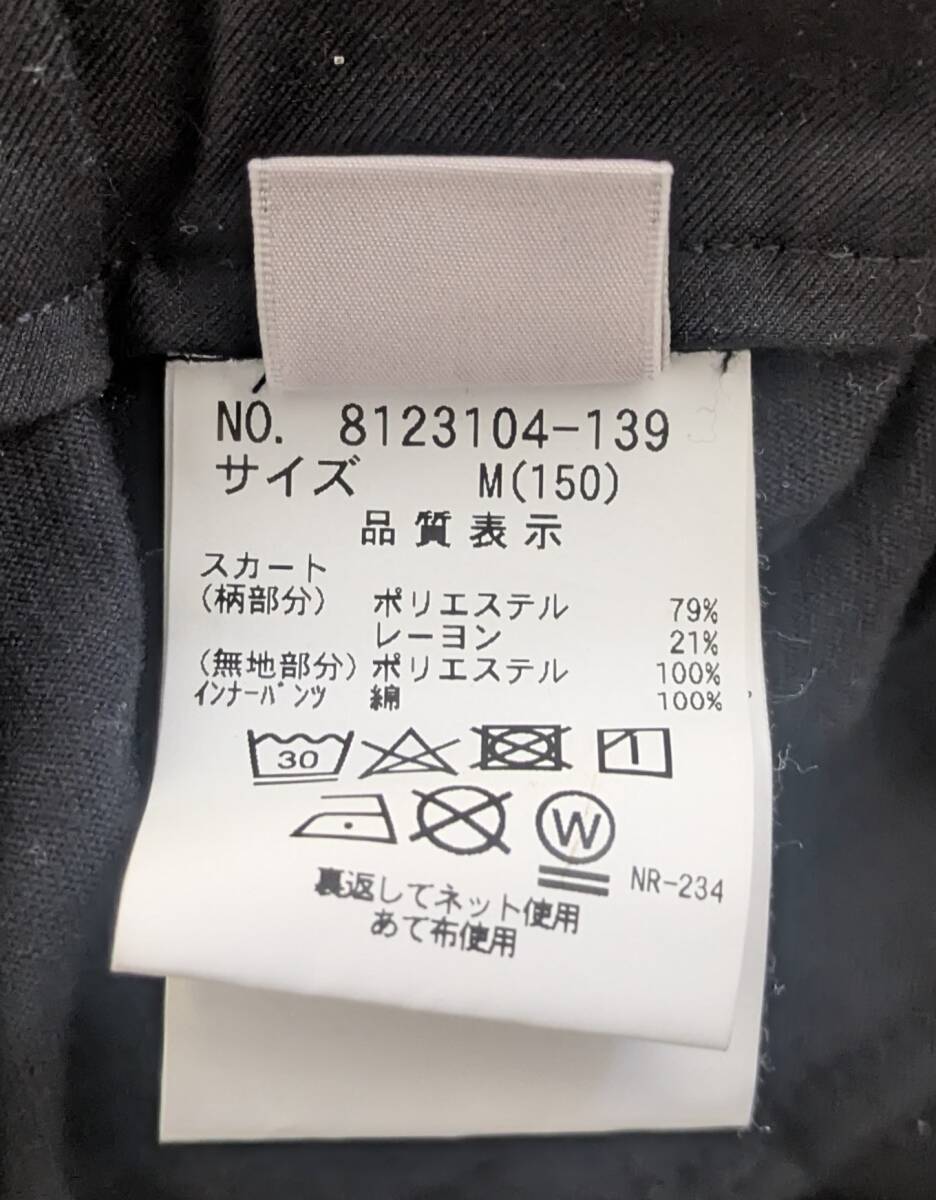 NO. 8123104-139
サイズ M(150)
品質表示
スカート
(柄部分) ポリエステル 79%
レーヨン 21%
(無地部分) ポリエステル 100%
ｲﾝﾅｰﾊﾟﾝﾂ 綿 100%
30
W
NR-234
裏返してネット使用
あて布使用